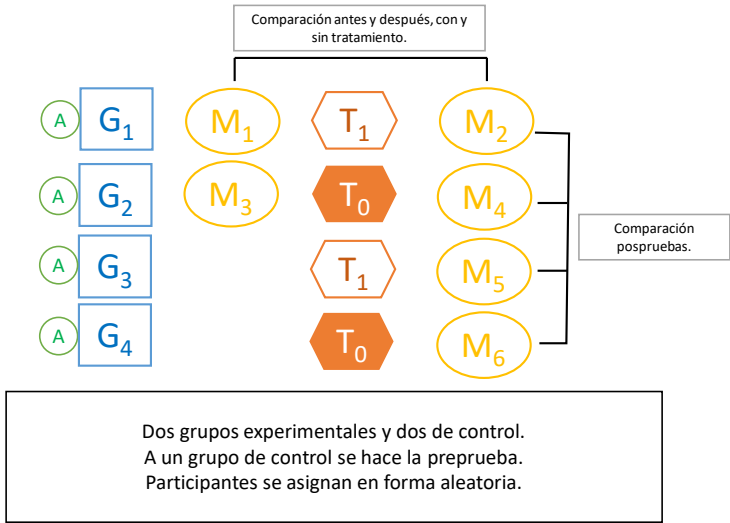 Comparación antes y después, con y
sin tratamiento.
A G₁ M₁ T₁ M₂
A G₂ M₃ T₀ M₄
Comparación
pospruebas.
A G₃ T₁ M₅
A G₄ T₀ M₆
Dos grupos experimentales y dos de control.
A un grupo de control se hace la preprueba.
Participantes se asignan en forma aleatoria.